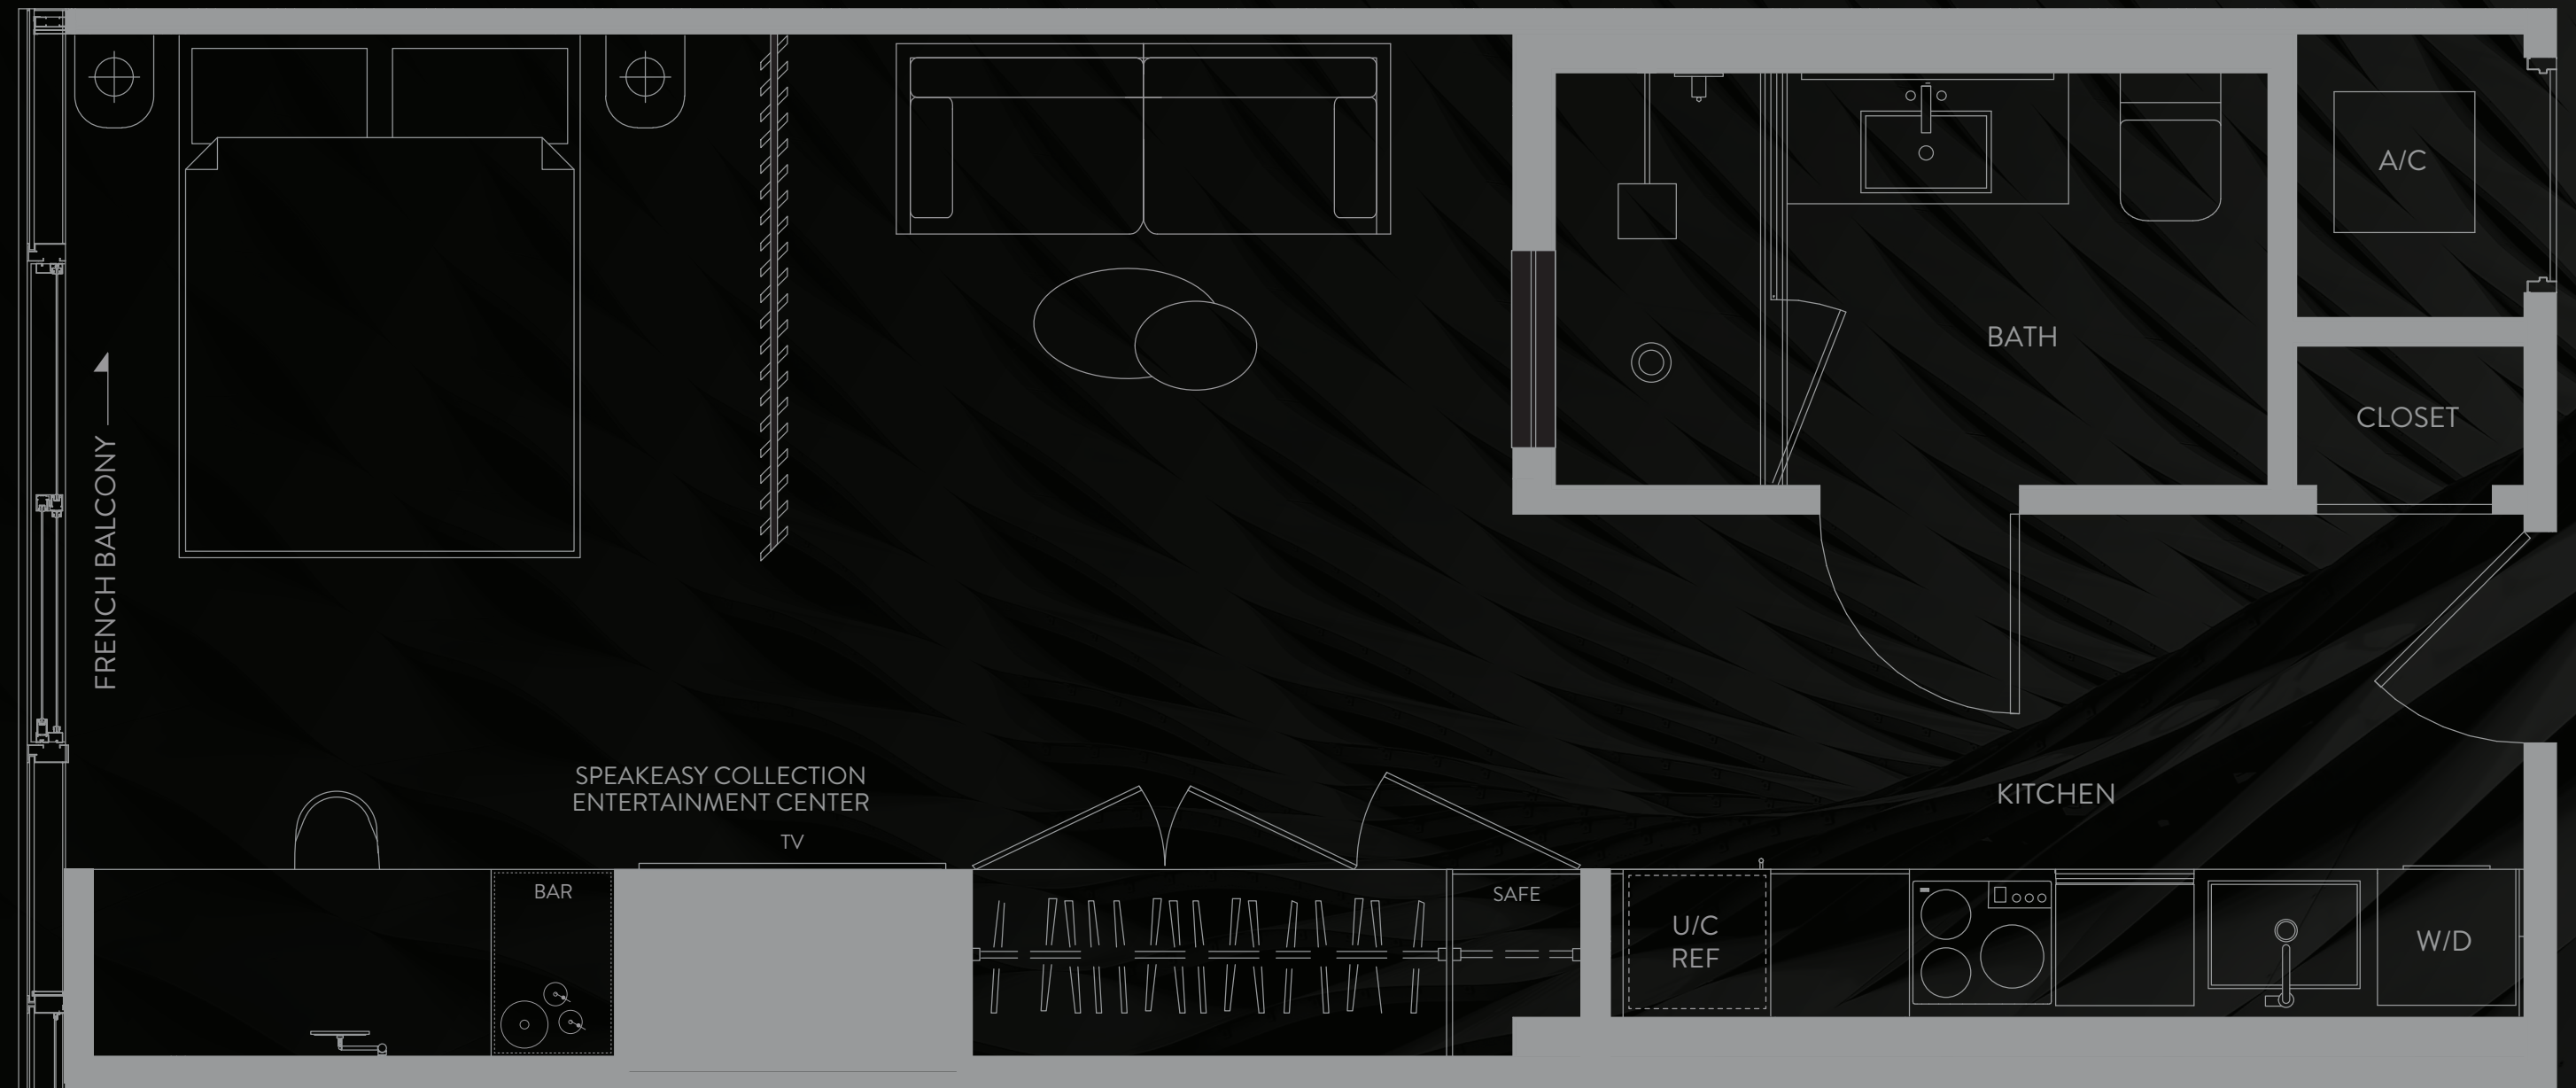 A/C
BATH
CLOSET
FRENCH BALCONY
SPEAKEASY COLLECTION
ENTERTAINMENT CENTER
TV
KITCHEN
BAR
SAFE
U/C
REF
W/D